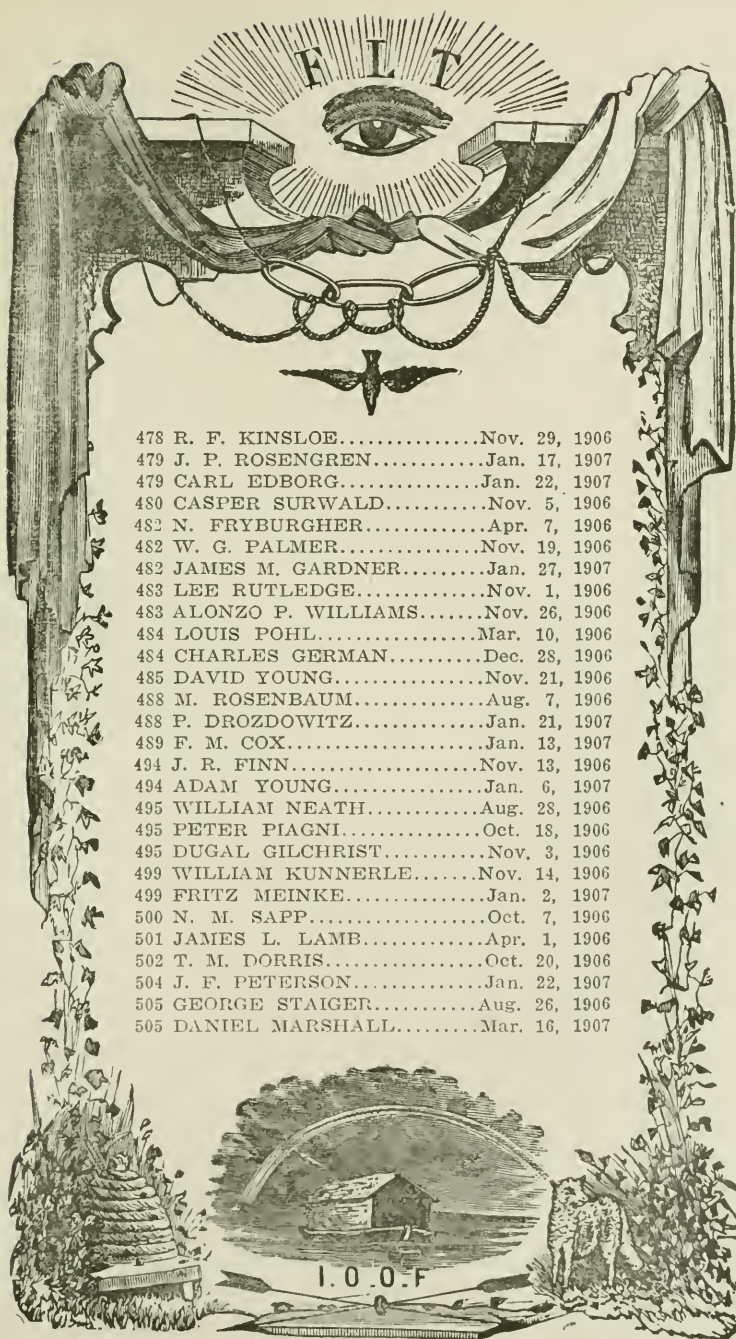 F L T
478 R. F. KINSLOE...............Nov. 29, 1906
479 J. P. ROSENGREN............Jan. 17, 1907
479 CARL EDBORG...............Jan. 22, 1907
480 CASPER SURWALD...........Nov. 5, 1906
482 N. FRYBURGHER.............Apr. 7, 1906
482 W. G. PALMER...............Nov. 19, 1906
482 JAMES M. GARDNER.........Jan. 27, 1907
483 LEE RUTLEDGE..............Nov. 1, 1906
483 ALONZO P. WILLIAMS.......Nov. 26, 1906
484 LOUIS POHL.................Mar. 10, 1906
484 CHARLES GERMAN..........Dec. 28, 1906
485 DAVID YOUNG...............Nov. 21, 1906
488 M. ROSENBAUM..............Aug. 7, 1906
488 P. DROZDOWITZ.............Jan. 21, 1907
489 F. M. COX....................Jan. 13, 1907
494 J. R. FINN...................Nov. 13, 1906
494 ADAM YOUNG................Jan. 6, 1907
495 WILLIAM NEATH............Aug. 28, 1906
495 PETER PIAGNI...............Oct. 18, 1906
495 DUGAL GILCHRIST...........Nov. 3, 1906
499 WILLIAM KUNNERLE.......Nov. 14, 1906
499 FRITZ MEINKE...............Jan. 2, 1907
500 N. M. SAPP..................Oct. 7, 1906
501 JAMES L. LAMB.............Apr. 1, 1906
502 T. M. DORRIS................Oct. 20, 1906
504 J. F. PETERSON.............Jan. 22, 1907
505 GEORGE STAIGER...........Aug. 26, 1906
505 DANIEL MARSHALL.........Mar. 16, 1907
I.O.O.F